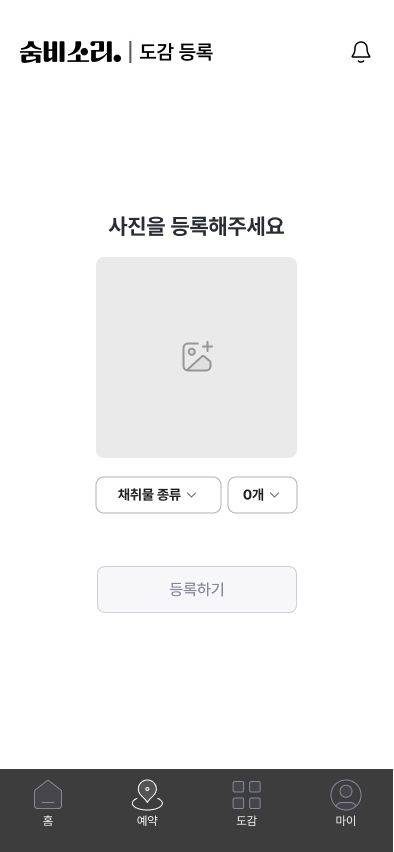 숨비소리. | 도감 등록
사진을 등록해주세요
채취물 종류 0개
등록하기
홈 예약 도감 마이